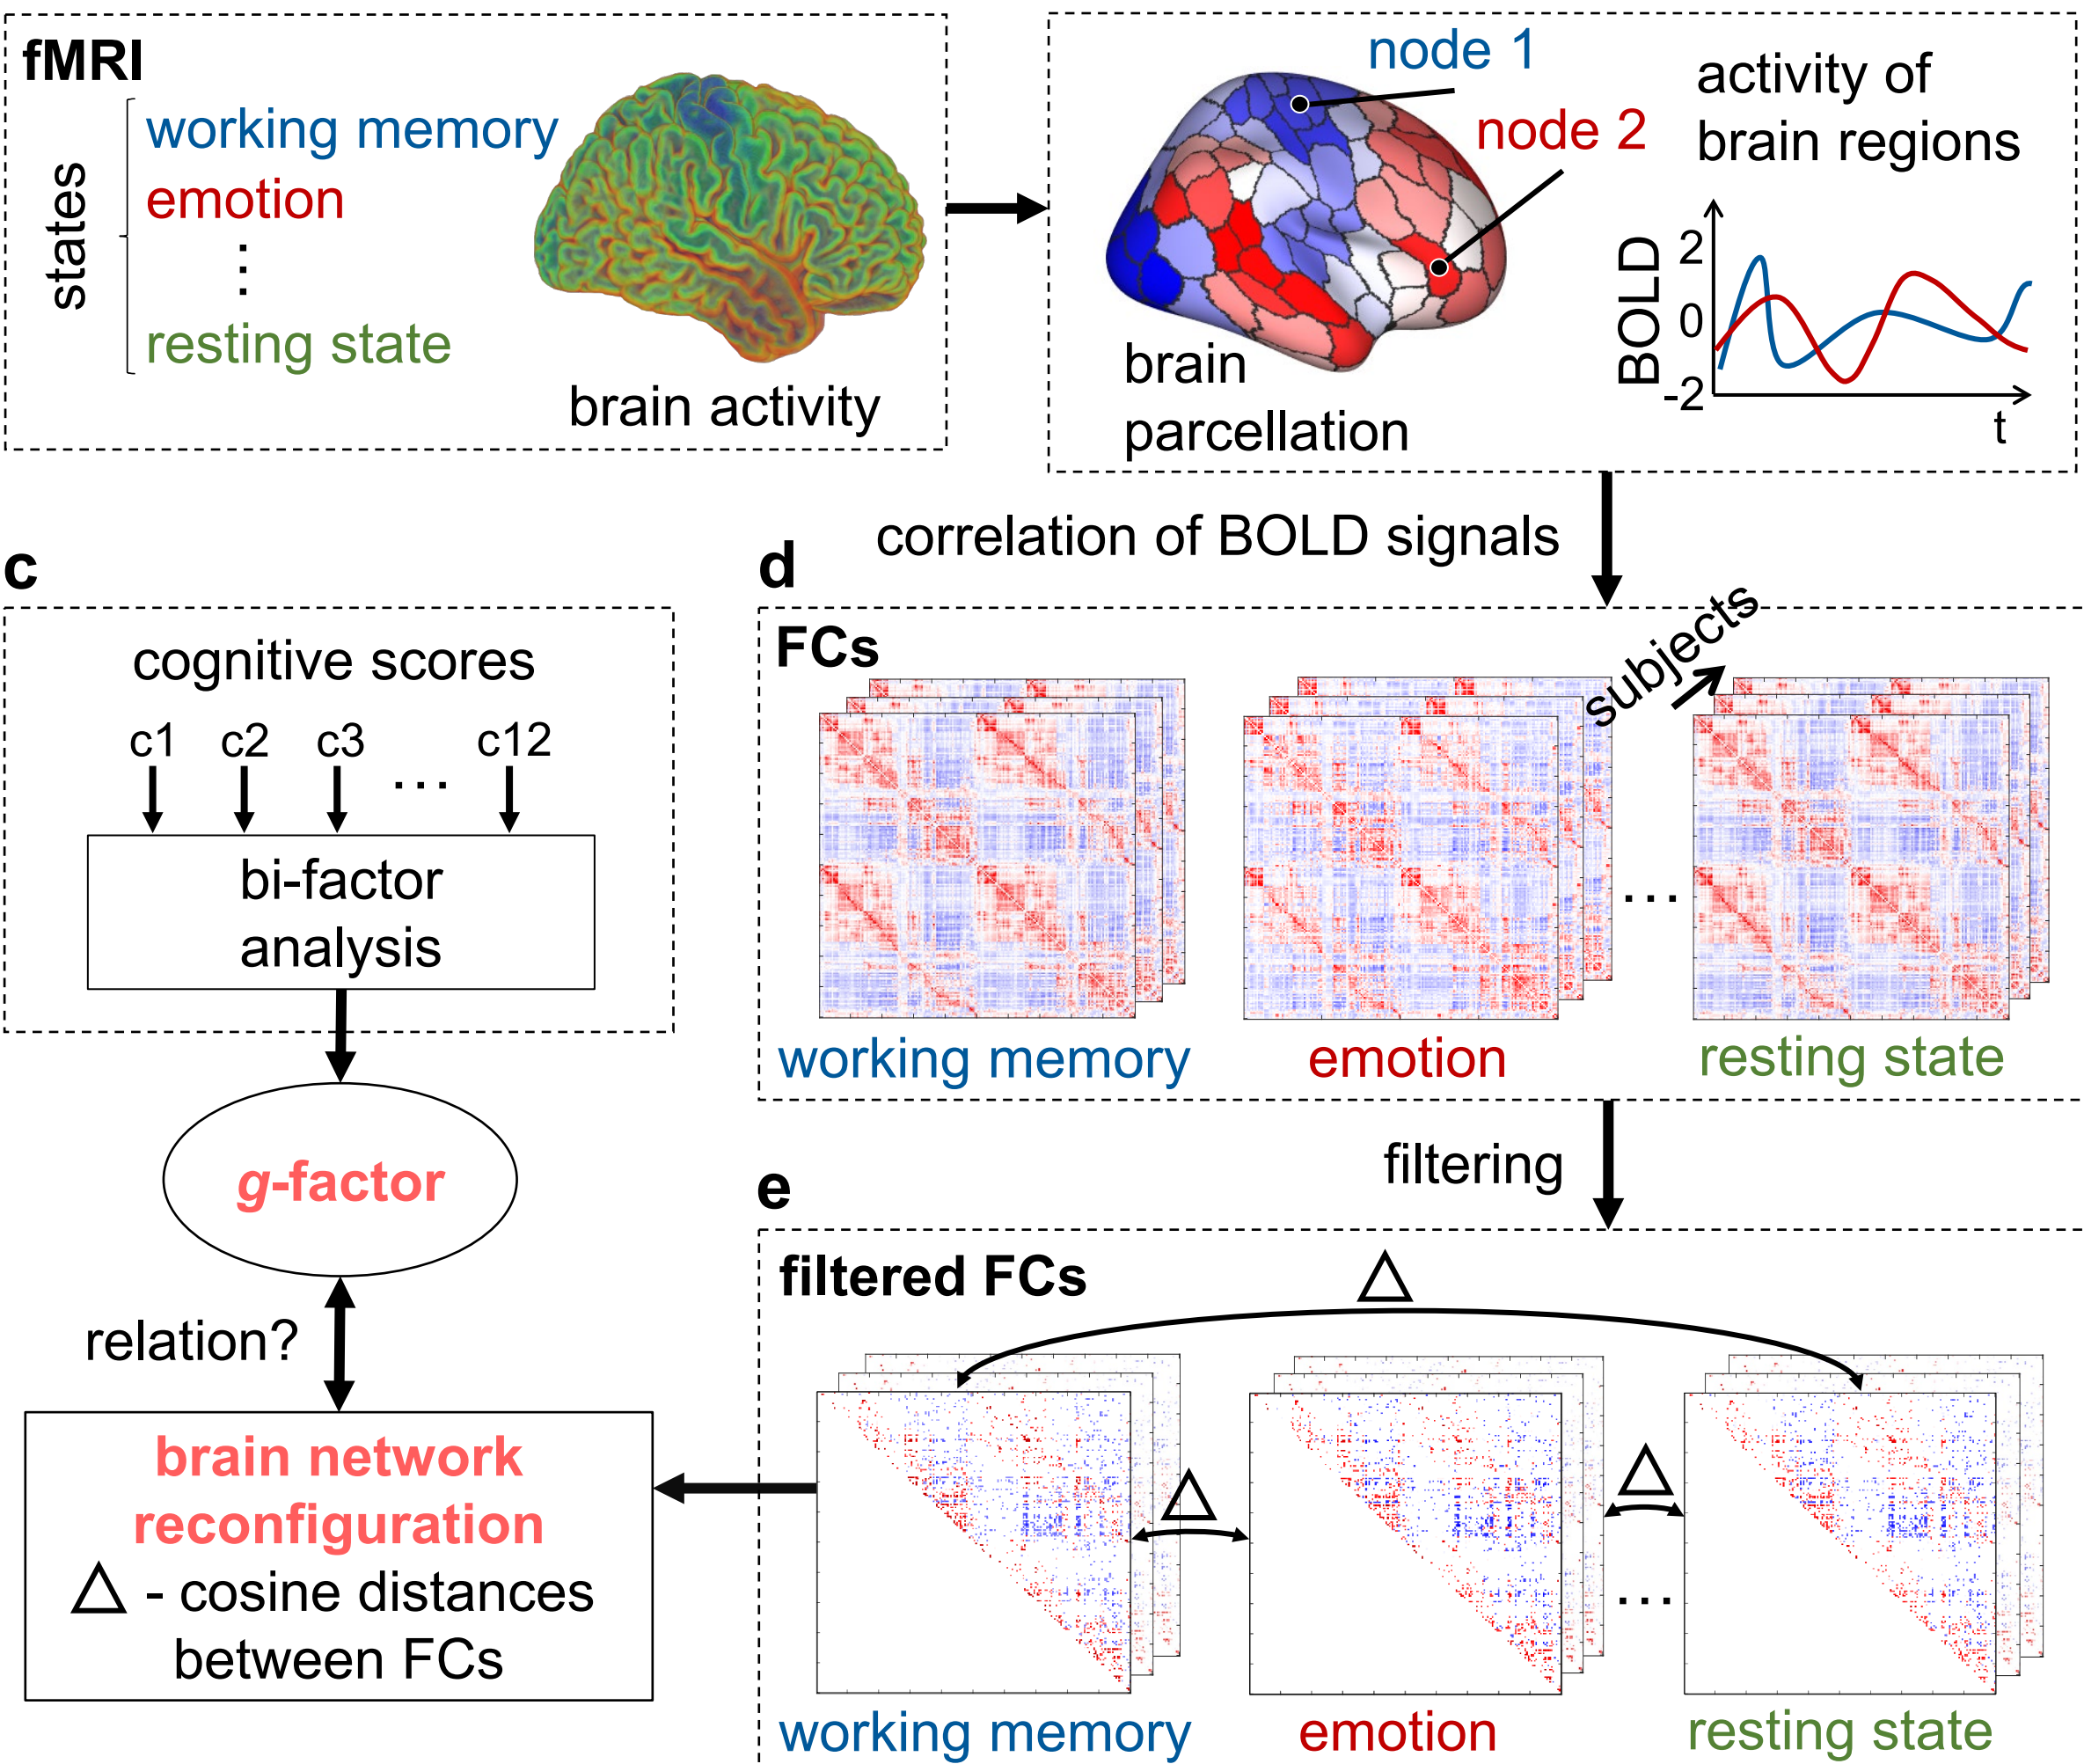 fMRI
states
working memory
emotion
⋮
resting state
brain activity
node 1
node 2
activity of
brain regions
brain
parcellation
BOLD
2
0
-2
t
correlation of BOLD signals
c
cognitive scores
c1 c2 c3 … c12
bi-factor
analysis
g-factor
relation?
brain network
reconfiguration
△ - cosine distances
between FCs
d
FCs
subjects
…
working memory emotion resting state
filtering
e
filtered FCs
△
△ △
…
working memory emotion resting state